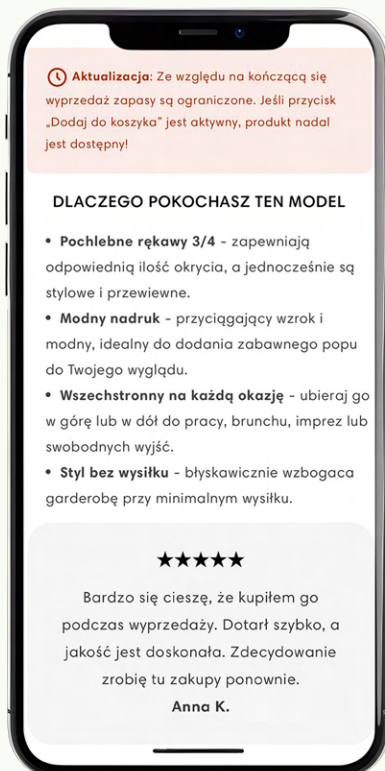 Aktualizacja: Ze względu na kończącą się
wyprzedaż zapasy są ograniczone. Jeśli przycisk
„Dodaj do koszyka” jest aktywny, produkt nadal
jest dostępny!
DLACZEGO POKOCHASZ TEN MODEL
• Pochlebne rękawy 3/4 - zapewniają
odpowiednią ilość okrycia, a jednocześnie są
stylowe i przewiewne.
• Modny nadruk - przyciągający wzrok i
modny, idealny do dodania zabawnego popu
do Twojego wyglądu.
• Wszechstronny na każdą okazję - ubieraj go
w górę lub w dół do pracy, brunchu, imprez lub
swobodnych wyjść.
• Styl bez wysiłku - błyskawicznie wzbogaca
garderobę przy minimalnym wysiłku.
★★★★★
Bardzo się cieszę, że kupiłem go
podczas wyprzedaży. Dotarł szybko, a
jakość jest doskonała. Zdecydowanie
zrobię tu zakupy ponownie.
Anna K.